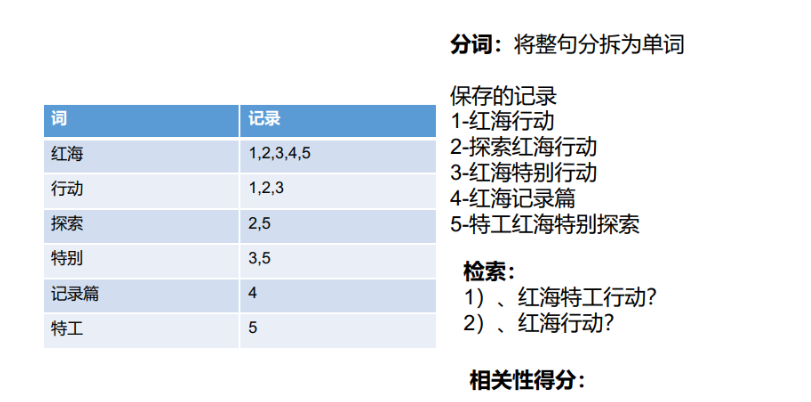 分词：将整句分拆为单词
保存的记录
1-红海行动
2-探索红海行动
3-红海特别行动
4-红海记录篇
5-特工红海特别探索
词 记录
红海 1,2,3,4,5
行动 1,2,3
探索 2,5
特别 3,5
记录篇 4
特工 5
检索：
1）、红海特工行动?
2）、红海行动?
相关性得分：